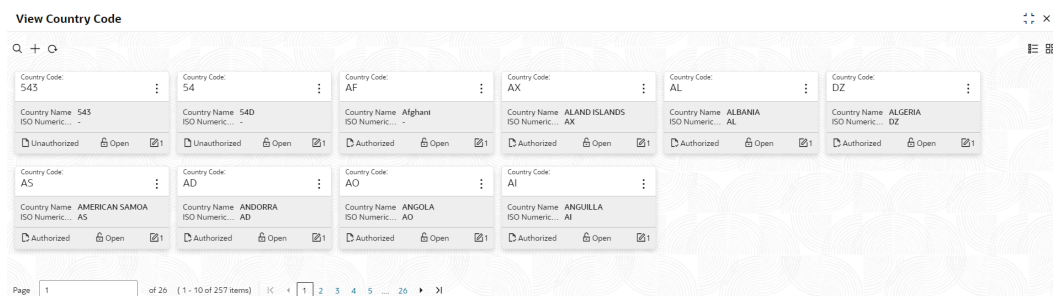 View Country Code
Country Code: Country Code: Country Code: Country Code: Country Code: Country Code:
543 54 AF AX AL DZ
Country Name 543 Country Name 54D Country Name Afghani Country Name ALAND ISLANDS Country Name ALBANIA Country Name ALGERIA
ISO Numeric... - ISO Numeric... - ISO Numeric... - ISO Numeric... AX ISO Numeric... AL ISO Numeric... DZ
Unauthorized Open 1 Unauthorized Open 1 Authorized Open 1 Authorized Open 1 Authorized Open 1 Authorized Open 1
Country Code: Country Code: Country Code: Country Code:
AS AD AO AI
Country Name AMERICAN SAMOA Country Name ANDORRA Country Name ANGOLA Country Name ANGUILLA
ISO Numeric... AS ISO Numeric... AD ISO Numeric... AO ISO Numeric... AI
Authorized Open 1 Authorized Open 1 Authorized Open 1 Authorized Open 1
Page 1 of 26 (1 - 10 of 257 items) 1 2 3 4 5 ... 26